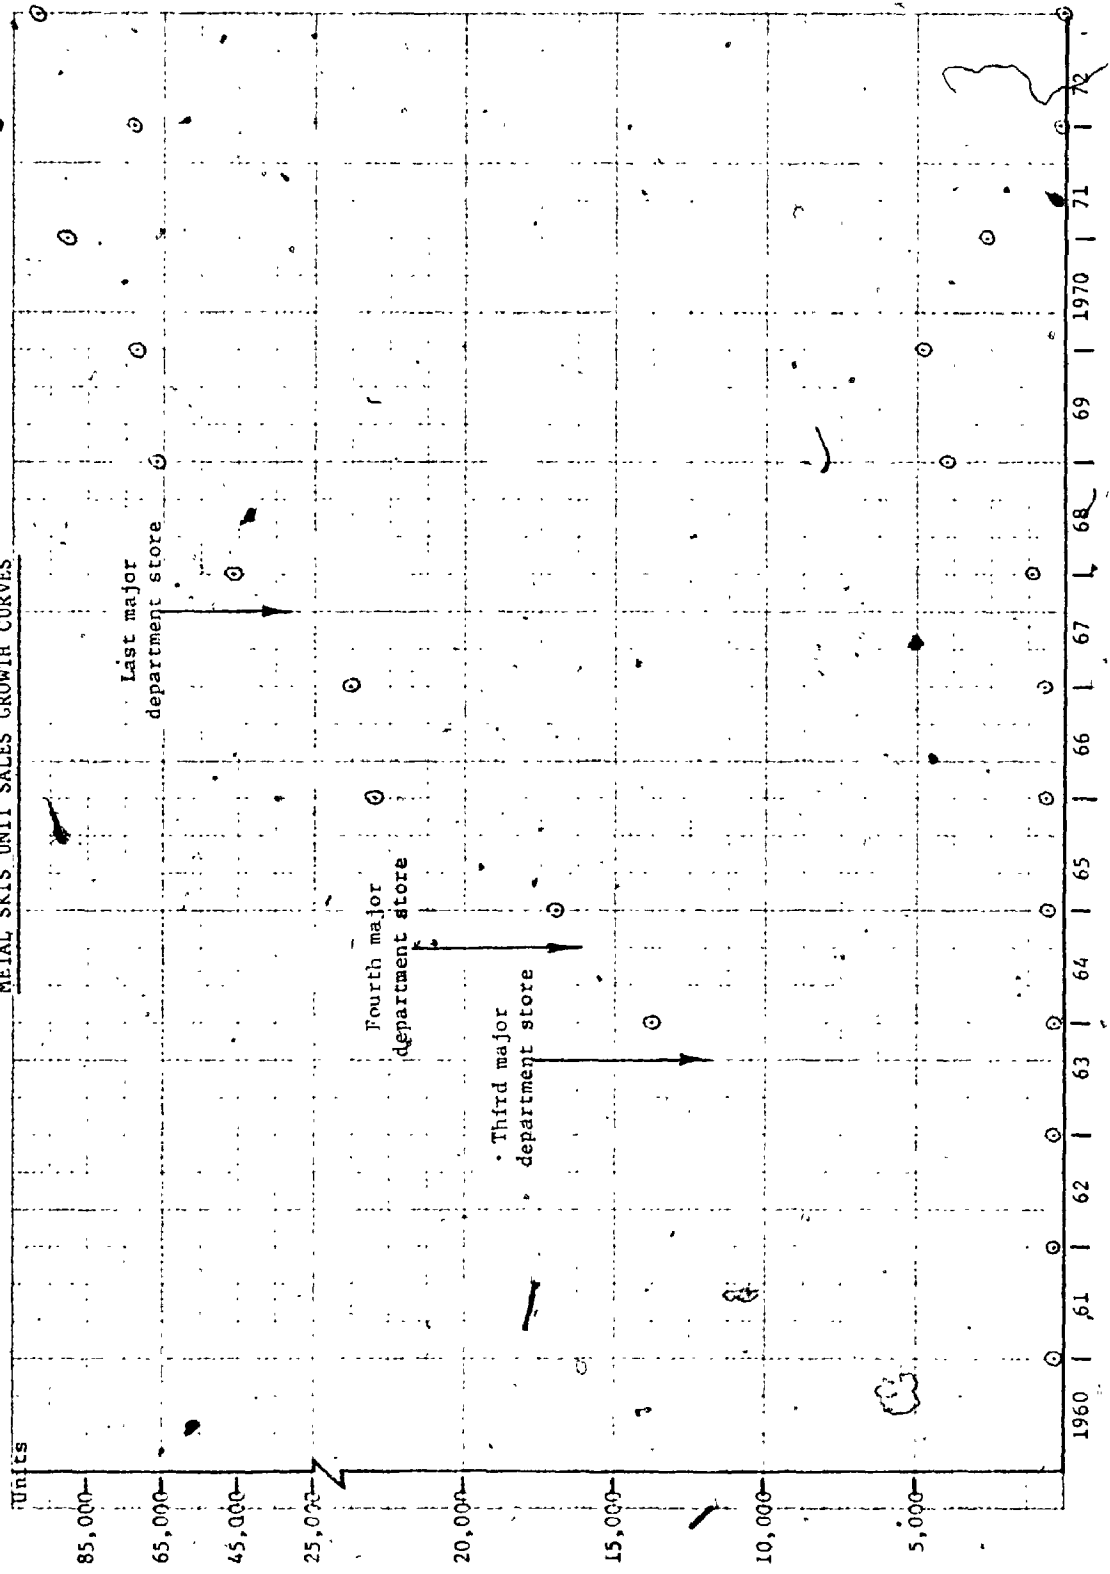 METAL SKIS UNIT SALES GROWTH CURVES
Units
85,000
65,000
45,000
25,000
20,000
15,000
10,000
5,000
Last major
department store
Fourth major
department store
Third major
department store
1960 61 62 63 64 65 66 67 68 69 1970 71 72